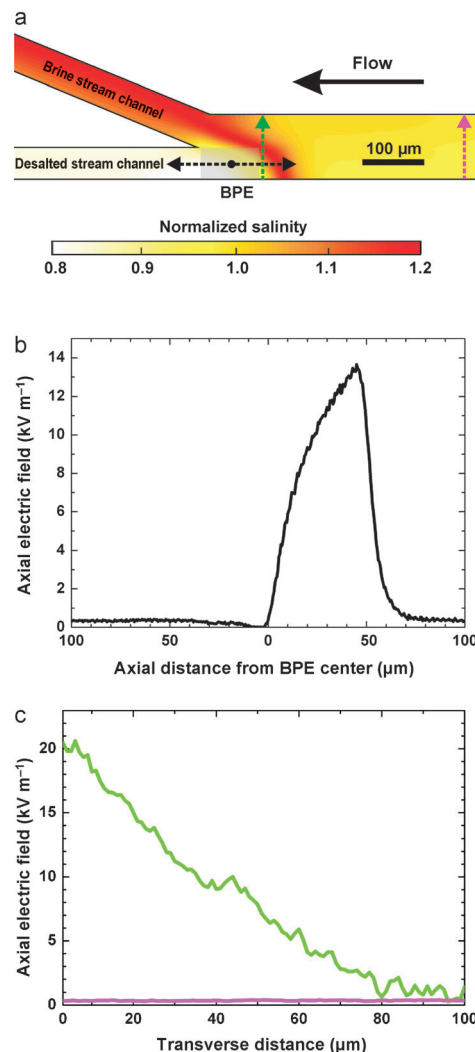 a
Brine stream channel
Flow
Desalted stream channel
100 µm
BPE
Normalized salinity
0.8 0.9 1.0 1.1 1.2
b
Axial electric field (kV m⁻¹)
14
12
10
8
6
4
2
0
100 50 0 50 100
Axial distance from BPE center (µm)
c
Axial electric field (kV m⁻¹)
20
15
10
5
0
0 20 40 60 80 100
Transverse distance (µm)